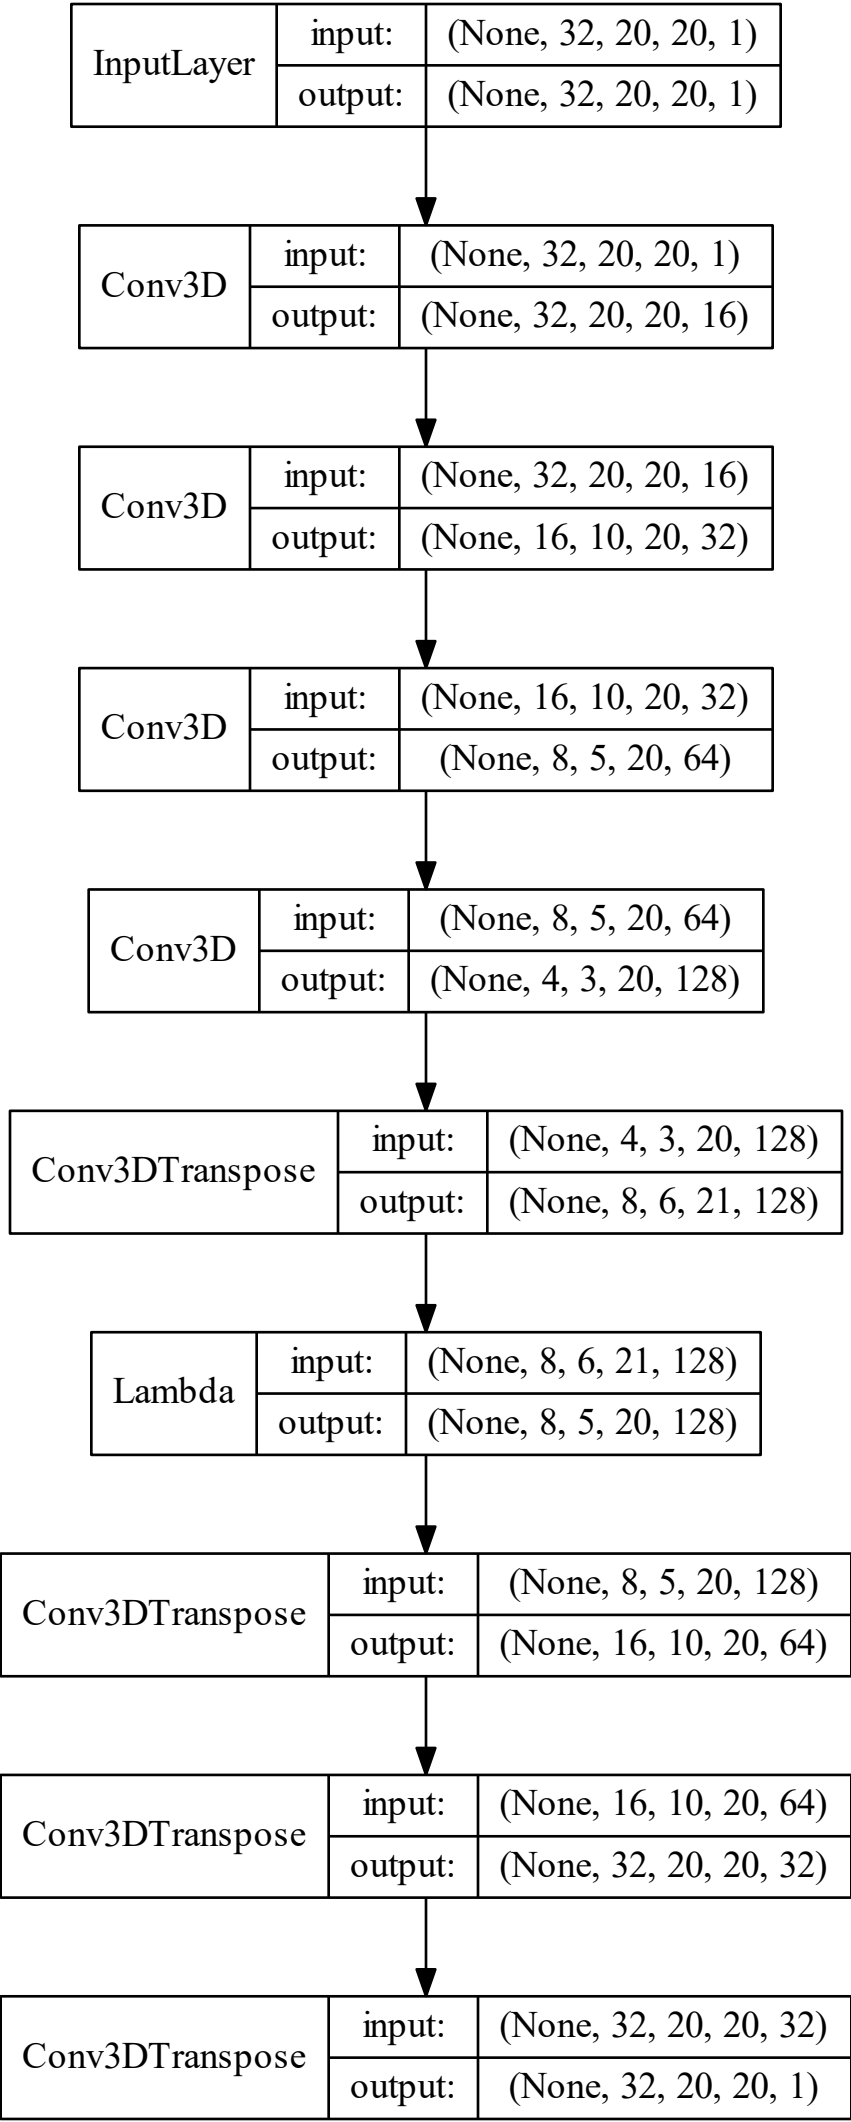 InputLayer
input: (None, 32, 20, 20, 1)
output: (None, 32, 20, 20, 1)
Conv3D
input: (None, 32, 20, 20, 1)
output: (None, 32, 20, 20, 16)
Conv3D
input: (None, 32, 20, 20, 16)
output: (None, 16, 10, 20, 32)
Conv3D
input: (None, 16, 10, 20, 32)
output: (None, 8, 5, 20, 64)
Conv3D
input: (None, 8, 5, 20, 64)
output: (None, 4, 3, 20, 128)
Conv3DTranspose
input: (None, 4, 3, 20, 128)
output: (None, 8, 6, 21, 128)
Lambda
input: (None, 8, 6, 21, 128)
output: (None, 8, 5, 20, 128)
Conv3DTranspose
input: (None, 8, 5, 20, 128)
output: (None, 16, 10, 20, 64)
Conv3DTranspose
input: (None, 16, 10, 20, 64)
output: (None, 32, 20, 20, 32)
Conv3DTranspose
input: (None, 32, 20, 20, 32)
output: (None, 32, 20, 20, 1)